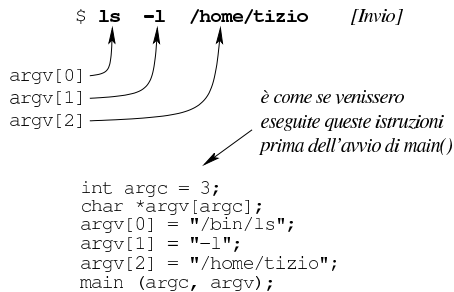 $ ls -l /home/tizio [Invio]
argv[0]
argv[1]
argv[2]
è come se venissero
eseguite queste istruzioni
prima dell'avvio di main()
int argc = 3;
char *argv[argc];
argv[0] = "/bin/ls";
argv[1] = "-l";
argv[2] = "/home/tizio";
main (argc, argv);